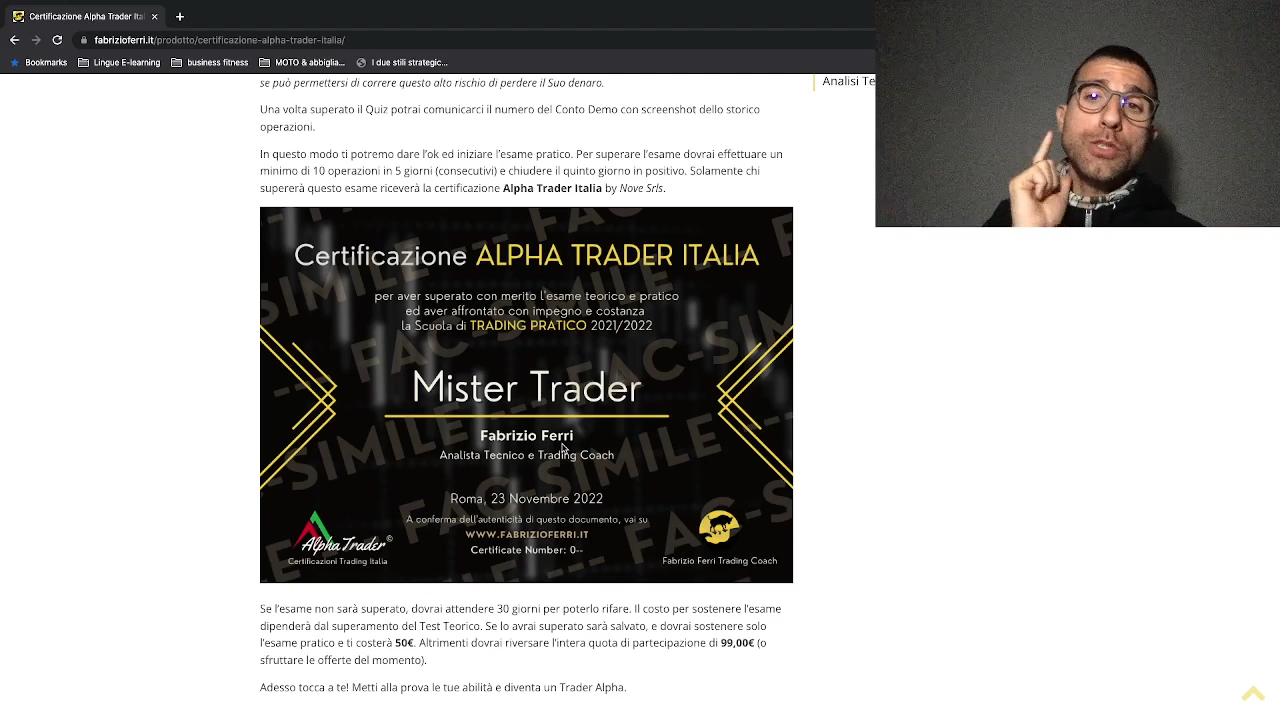 Certificazione Alpha Trader Ital
fabrizioferri.it/prodotto/certificazione-alpha-trader-italia/
Bookmarks
Lingue E-learning
business fitness
MOTO & abbiglia...
I due stili strategic...
se può permettersi di correre questo alto rischio di perdere il Suo denaro.
Analisi Te
Una volta superato il Quiz potrai comunicarci il numero del Conto Demo con screenshot dello storico
operazioni.
In questo modo ti potremo dare l'ok ed iniziare l'esame pratico. Per superare l'esame dovrai effettuare un
minimo di 10 operazioni in 5 giorni (consecutivi) e chiudere il quinto giorno in positivo. Solamente chi
supererà questo esame riceverà la certificazione Alpha Trader Italia by Nove Srls.
Certificazione ALPHA TRADER ITALIA
per aver superato con merito l'esame teorico e pratico
ed aver affrontato con impegno e costanza
la Scuola di TRADING PRATICO 2021/2022
Mister Trader
Fabrizio Ferri
Analista Tecnico e Trading Coach
Roma, 23 Novembre 2022
A conferma dell'autenticità di questo documento, vai su
WWW.FABRIZIOFERRI.IT
Certificate Number: 0--
AlphaTrader©
Certificazioni Trading Italia
Fabrizio Ferri Trading Coach
FAC-SIMILE --- FAC-SIMILE
Se l'esame non sarà superato, dovrai attendere 30 giorni per poterlo rifare. Il costo per sostenere l'esame
dipenderà dal superamento del Test Teorico. Se lo avrai superato sarà salvato, e dovrai sostenere solo
l'esame pratico e ti costerà 50€. Altrimenti dovrai riversare l'intera quota di partecipazione di 99,00€ (o
sfruttare le offerte del momento).
Adesso tocca a te! Metti alla prova le tue abilità e diventa un Trader Alpha.